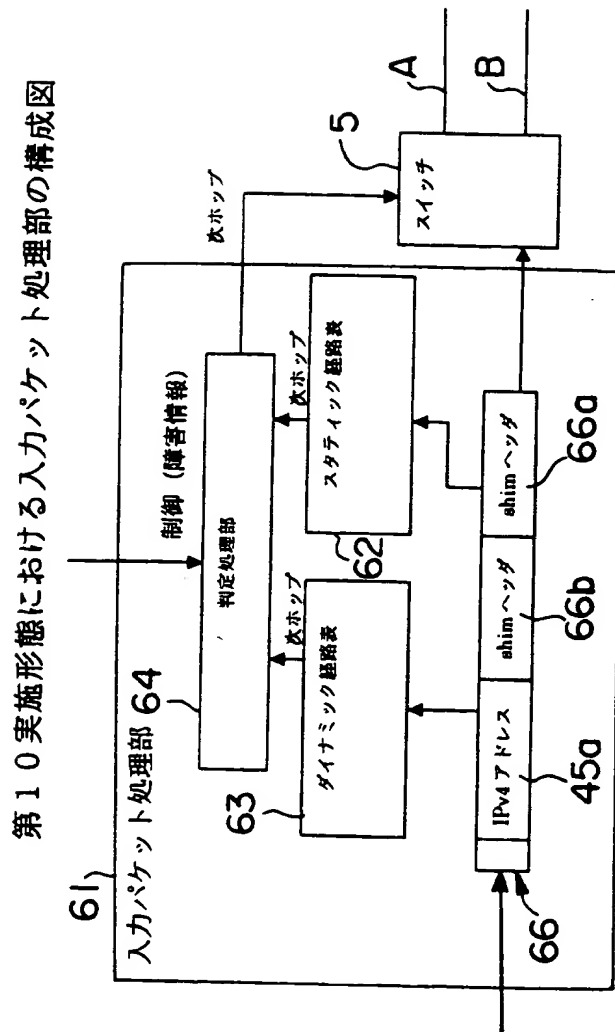 第10実施形態における入力パケット処理部の構成図
61
入力パケット処理部
64
制御（障害情報）
判定処理部
次ホップ
次ホップ
次ホップ
63
ダイナミック経路表
62
スタティック経路表
5
スイッチ
A
B
IPv4アドレス
shimヘッダ
shimヘッダ
66
45a
66b
66a